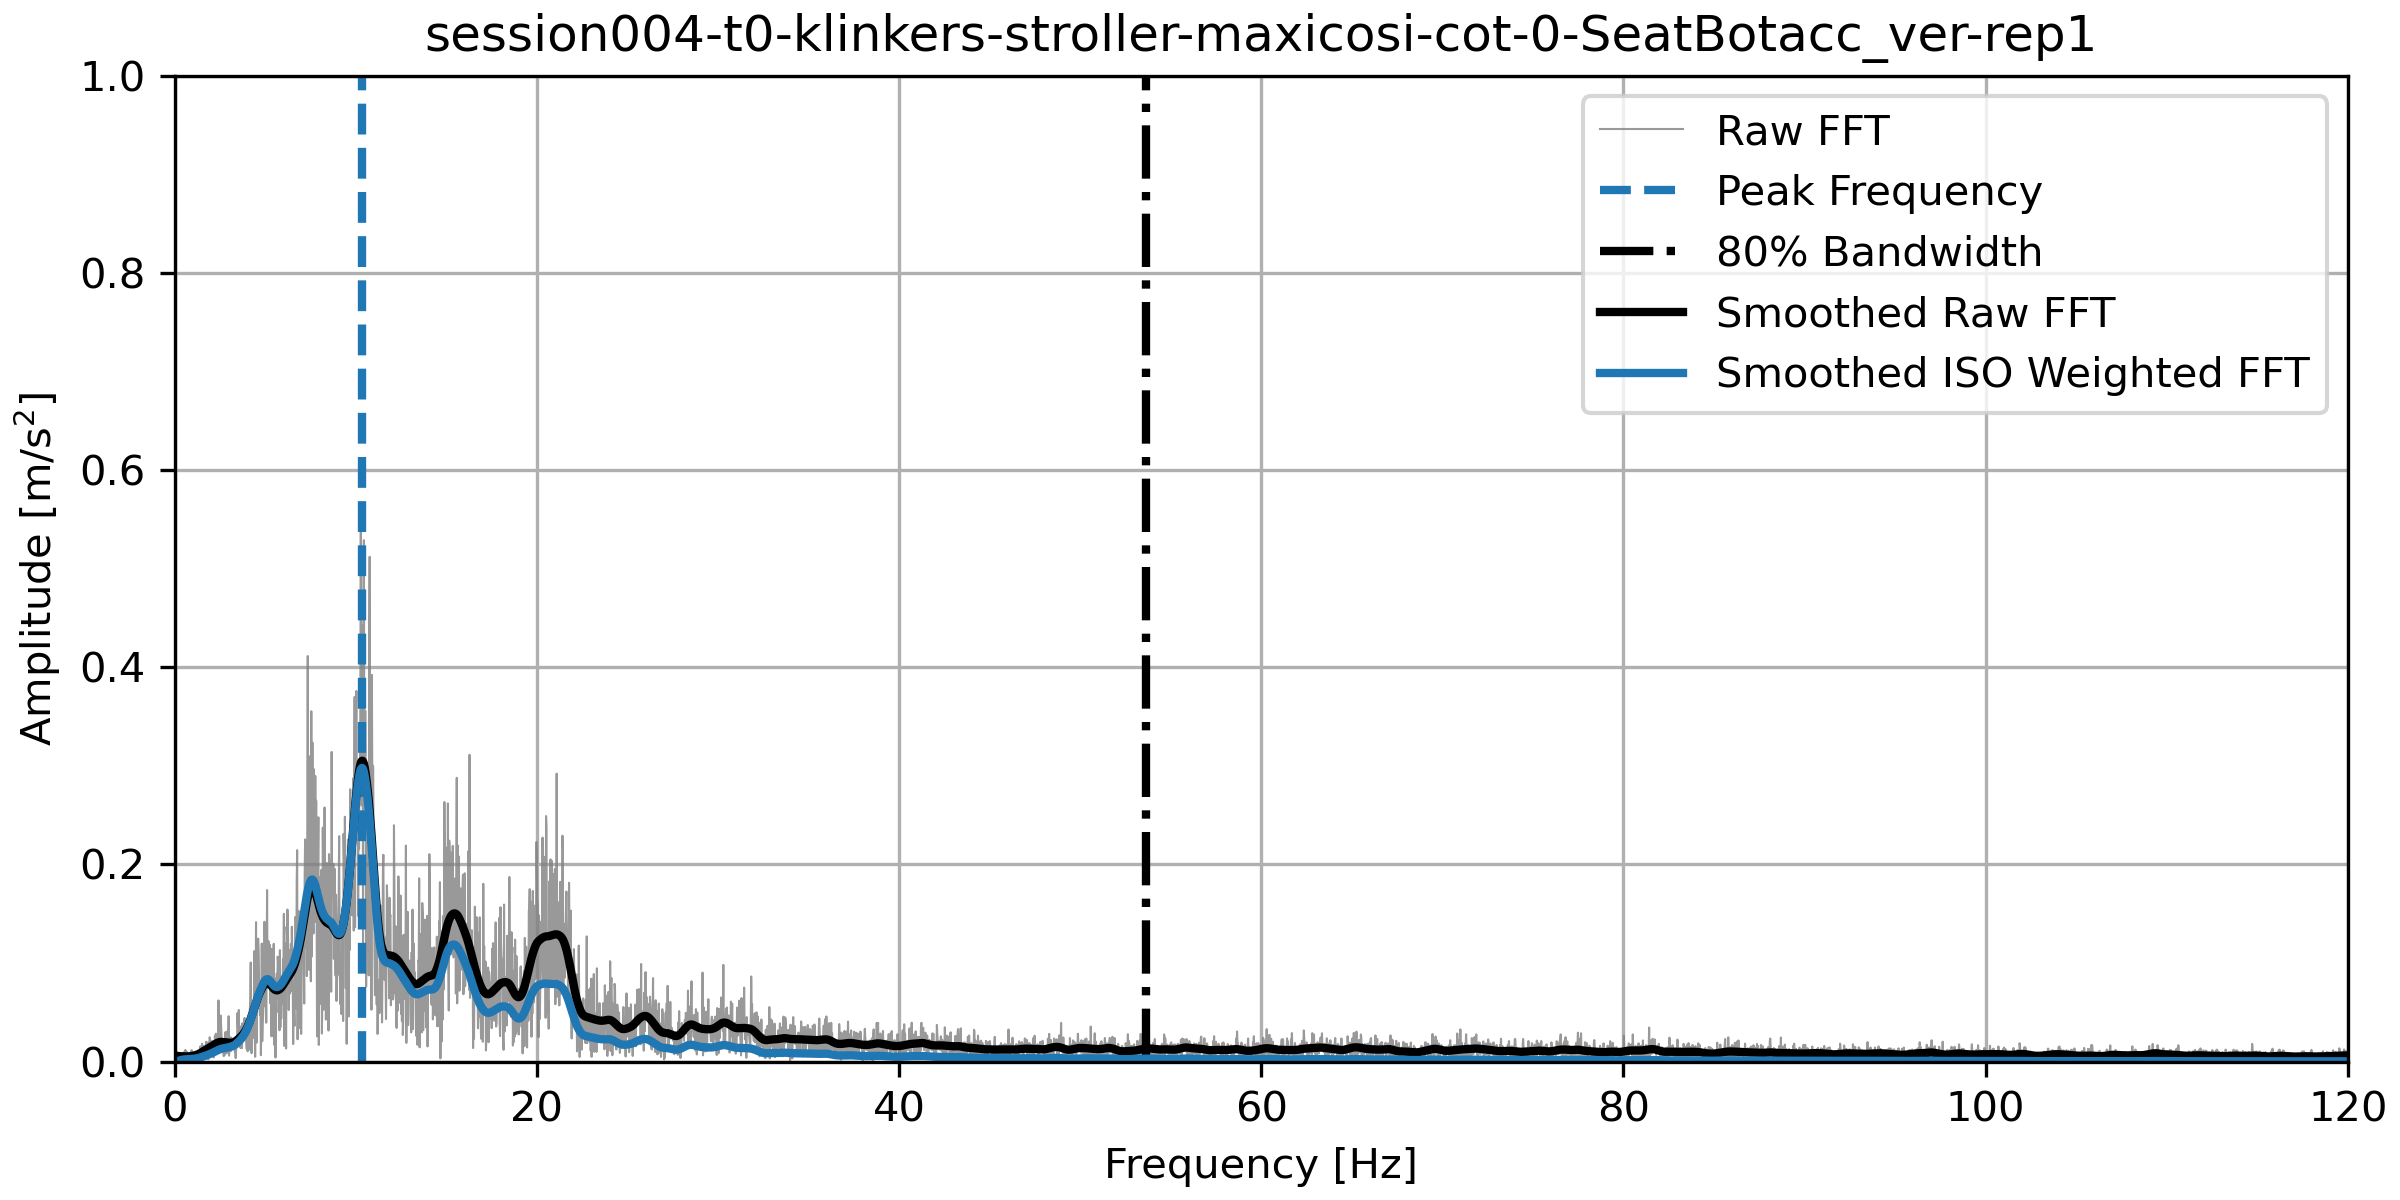 session004-t0-klinkers-stroller-maxicosi-cot-0-SeatBotacc_ver-rep1
1.0
0.8
0.6
0.4
0.2
0.0
Amplitude [m/s²]
Raw FFT
Peak Frequency
80% Bandwidth
Smoothed Raw FFT
Smoothed ISO Weighted FFT
0 20 40 60 80 100 120
Frequency [Hz]